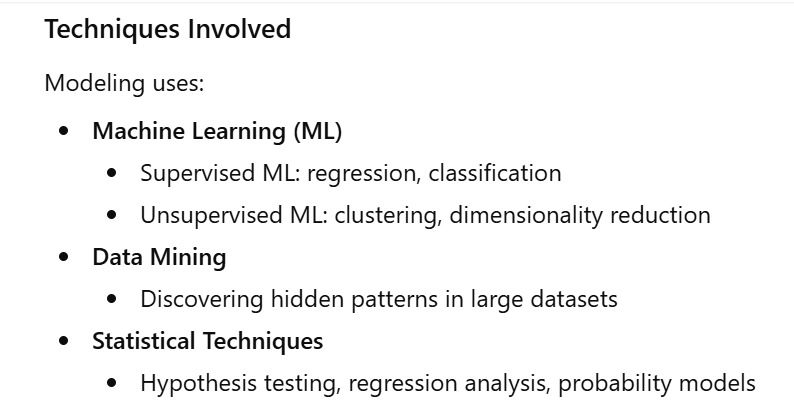 Techniques Involved
Modeling uses:
• Machine Learning (ML)
• Supervised ML: regression, classification
• Unsupervised ML: clustering, dimensionality reduction
• Data Mining
• Discovering hidden patterns in large datasets
• Statistical Techniques
• Hypothesis testing, regression analysis, probability models